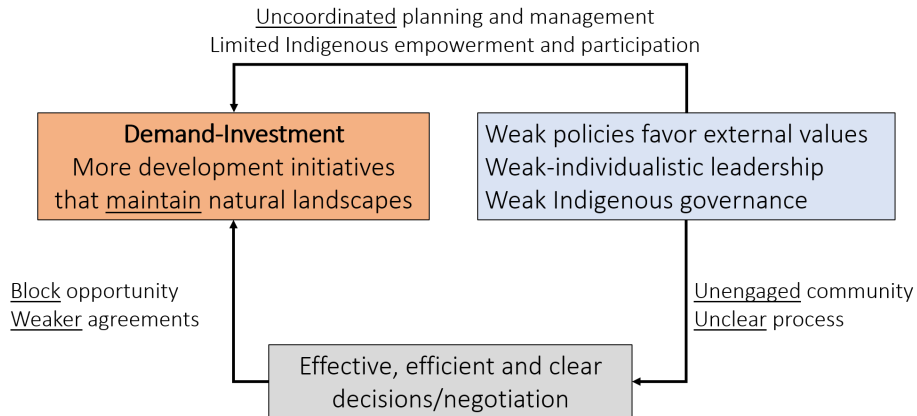 Uncoordinated planning and management
Limited Indigenous empowerment and participation
Demand-Investment
More development initiatives
that maintain natural landscapes
Weak policies favor external values
Weak-individualistic leadership
Weak Indigenous governance
Block opportunity
Weaker agreements
Unengaged community
Unclear process
Effective, efficient and clear
decisions/negotiation